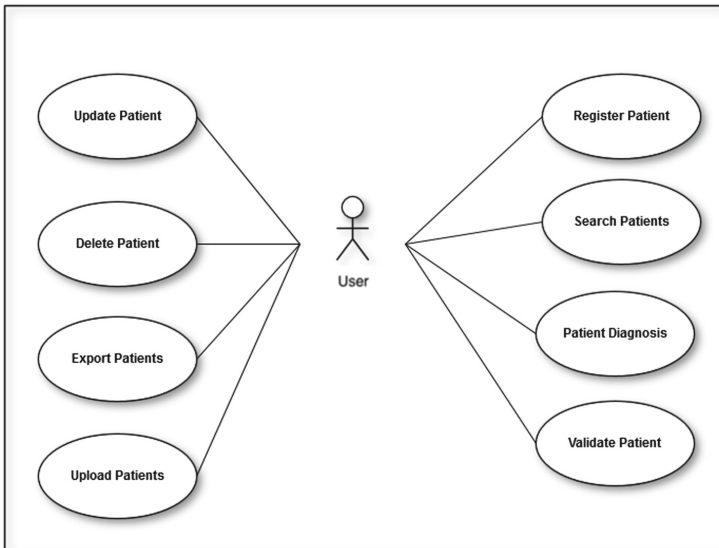 Update Patient
Delete Patient
Export Patients
Upload Patients
User
Register Patient
Search Patients
Patient Diagnosis
Validate Patient